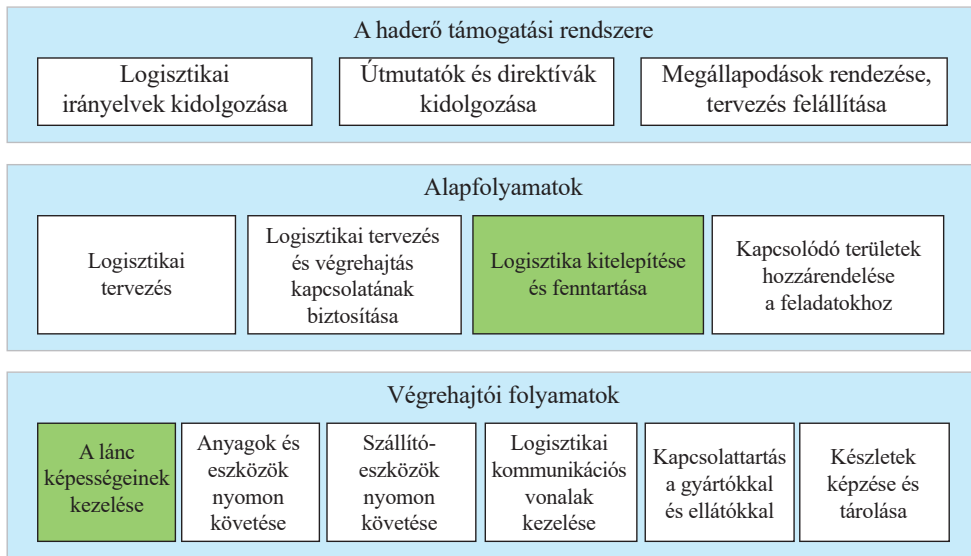 A haderő támogatási rendszere
Logisztikai
irányelvek kidolgozása
Útmutatók és direktívák
kidolgozása
Megállapodások rendezése,
tervezés felállítása
Alapfolyamatok
Logisztikai
tervezés
Logisztikai tervezés
és végrehajtás
kapcsolatának
biztosítása
Logisztika kitelepítése
és fenntartása
Kapcsolódó területek
hozzárendelése
a feladatokhoz
Végrehajtói folyamatok
A lánc
képességeinek
kezelése
Anyagok és
eszközök
nyomon
követése
Szállító-
eszközök
nyomon
követése
Logisztikai
kommunikációs
vonalak
kezelése
Kapcsolattartás
a gyártókkal
és ellátókkal
Készletek
képzése és
tárolása